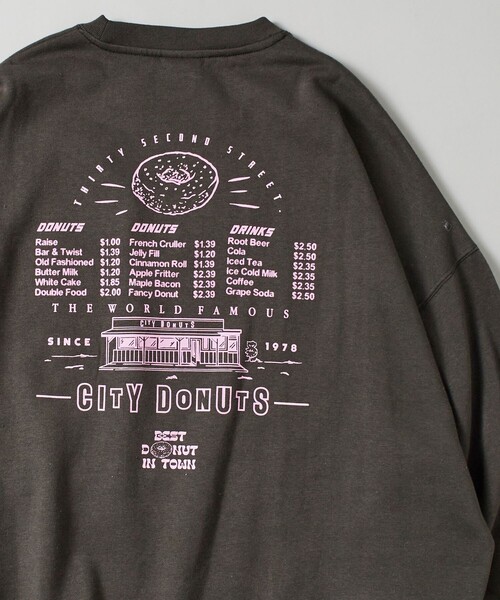 THIRTY SECOND STREET.
DONUTS
Raise $1.00
Bar & Twist $1.39
Old Fashioned $1.20
Butter Milk $1.20
White Cake $1.85
Double Food $2.00
DONUTS
French Cruller $1.39
Jelly Fill $1.20
Cinnamon Roll $1.39
Apple Fritter $2.39
Maple Bacon $2.39
Fancy Donut $2.39
DRINKS
Root Beer $2.50
Cola $2.50
Iced Tea $2.35
Ice Cold Milk $2.35
Coffee $2.35
Grape Soda $2.50
THE WORLD FAMOUS
CITY DONUTS
SINCE 1978
CITY DONUTS
BEST
DONUT
IN TOWN